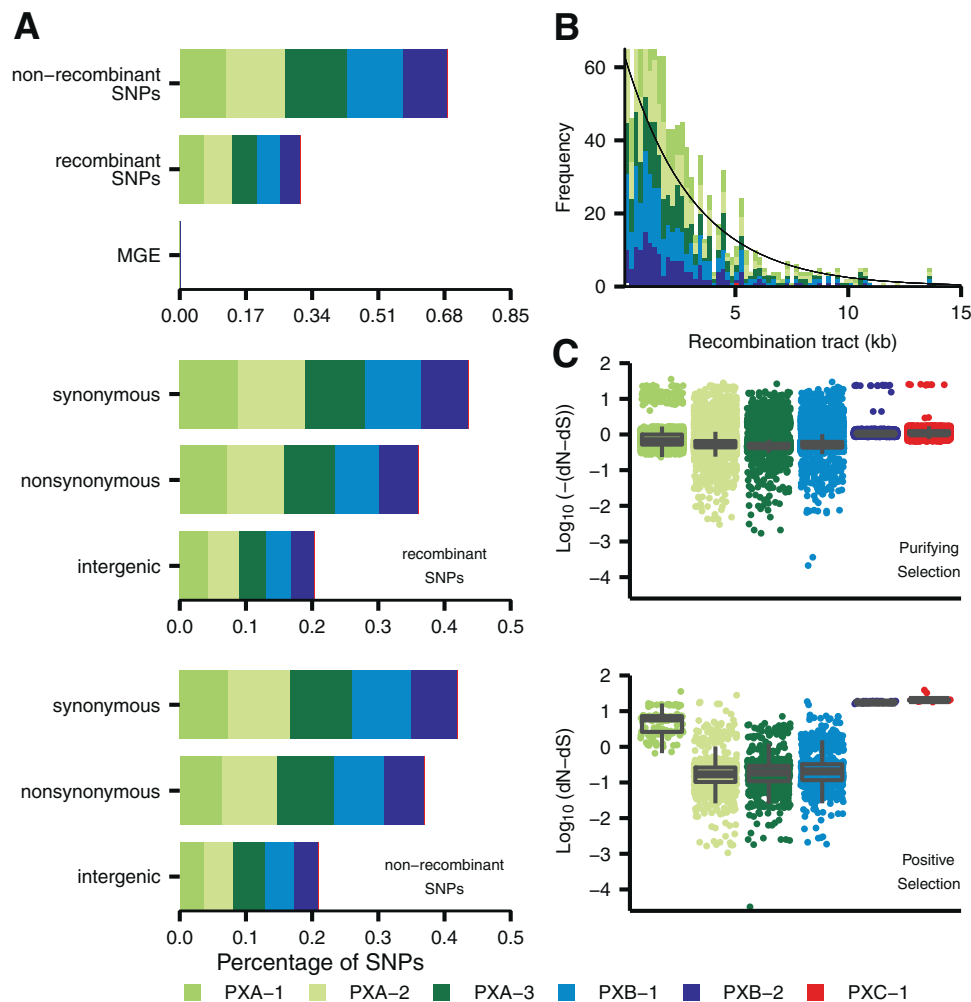 A
non−recombinant
SNPs
recombinant
SNPs
MGE
0.00 0.17 0.34 0.51 0.68 0.85
synonymous
nonsynonymous
intergenic
recombinant
SNPs
0.0 0.1 0.2 0.3 0.4 0.5
synonymous
nonsynonymous
intergenic
non−recombinant
SNPs
0.0 0.1 0.2 0.3 0.4 0.5
Percentage of SNPs
B
Frequency
60
40
20
0
5 10 15
Recombination tract (kb)
C
Log10 (−(dN−dS))
2
1
0
−1
−2
−3
−4
Purifying
Selection
Log10 (dN−dS)
2
1
0
−1
−2
−3
−4
Positive
Selection
PXA−1 PXA−2 PXA−3 PXB−1 PXB−2 PXC−1